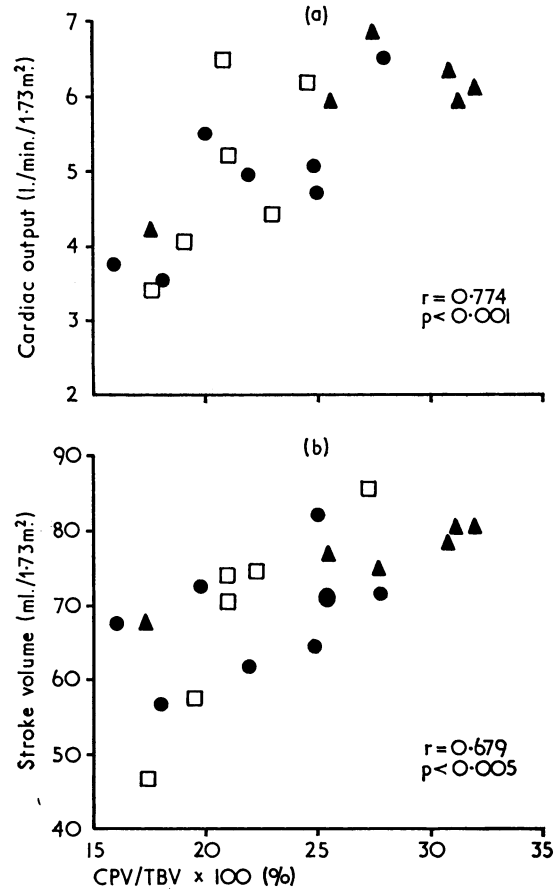 (a)
7
6
5
4
3
2
Cardiac output (l./min./1·73m².)
r = 0·774
p < 0·001
(b)
90
80
70
60
50
40
Stroke volume (ml./1·73m².)
r = 0·679
p < 0·005
15 20 25 30 35
CPV/TBV × 100 (%)